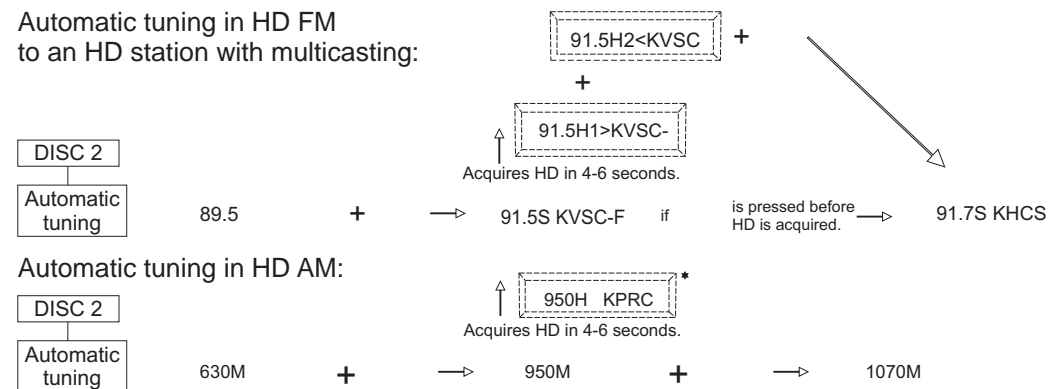 Automatic tuning in HD FM
to an HD station with multicasting:
91.5H2<KVSC +
+
91.5H1>KVSC-
DISC 2
Acquires HD in 4-6 seconds.
Automatic
tuning
89.5 + 91.5S KVSC-F if
is pressed before
HD is acquired.
91.7S KHCS
Automatic tuning in HD AM:
DISC 2
950H KPRC *
Acquires HD in 4-6 seconds.
Automatic
tuning
630M + 950M + 1070M